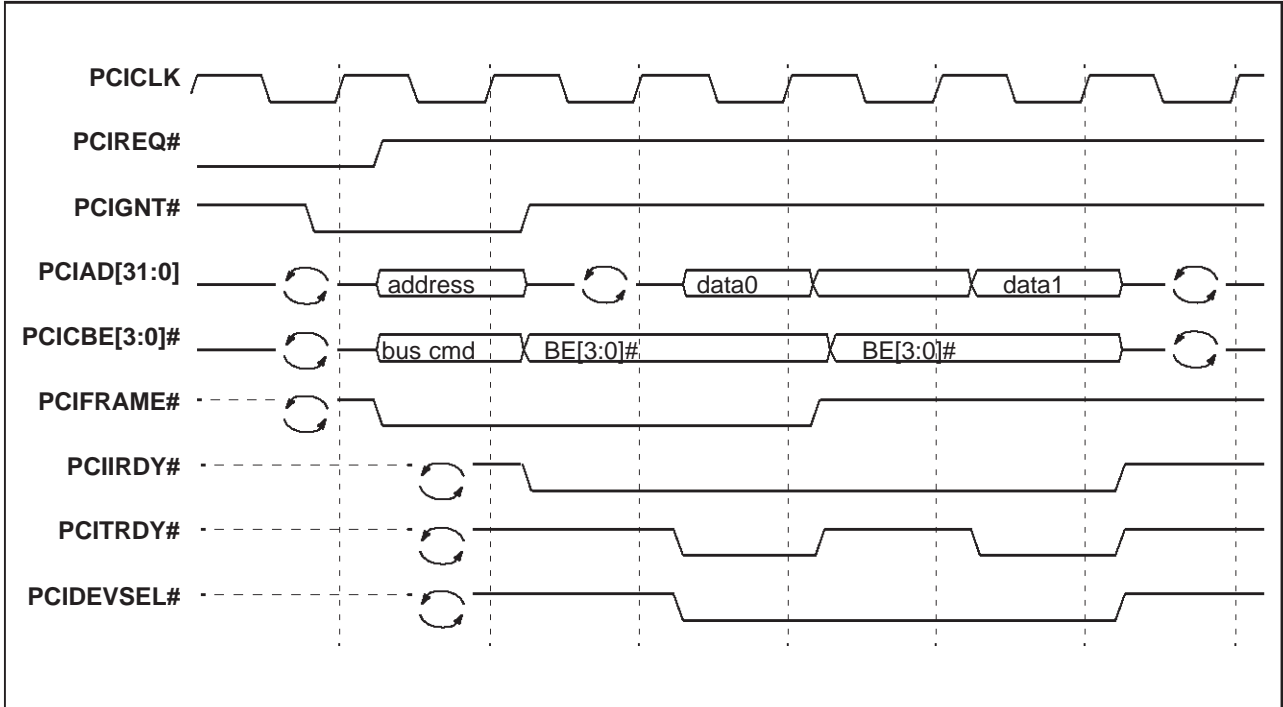 PCICLK
PCIREQ#
PCIGNT#
PCIAD[31:0] address data0 data1
PCICBE[3:0]# bus cmd BE[3:0]# BE[3:0]#
PCIFRAME#
PCIIRDY#
PCITRDY#
PCIDEVSEL#